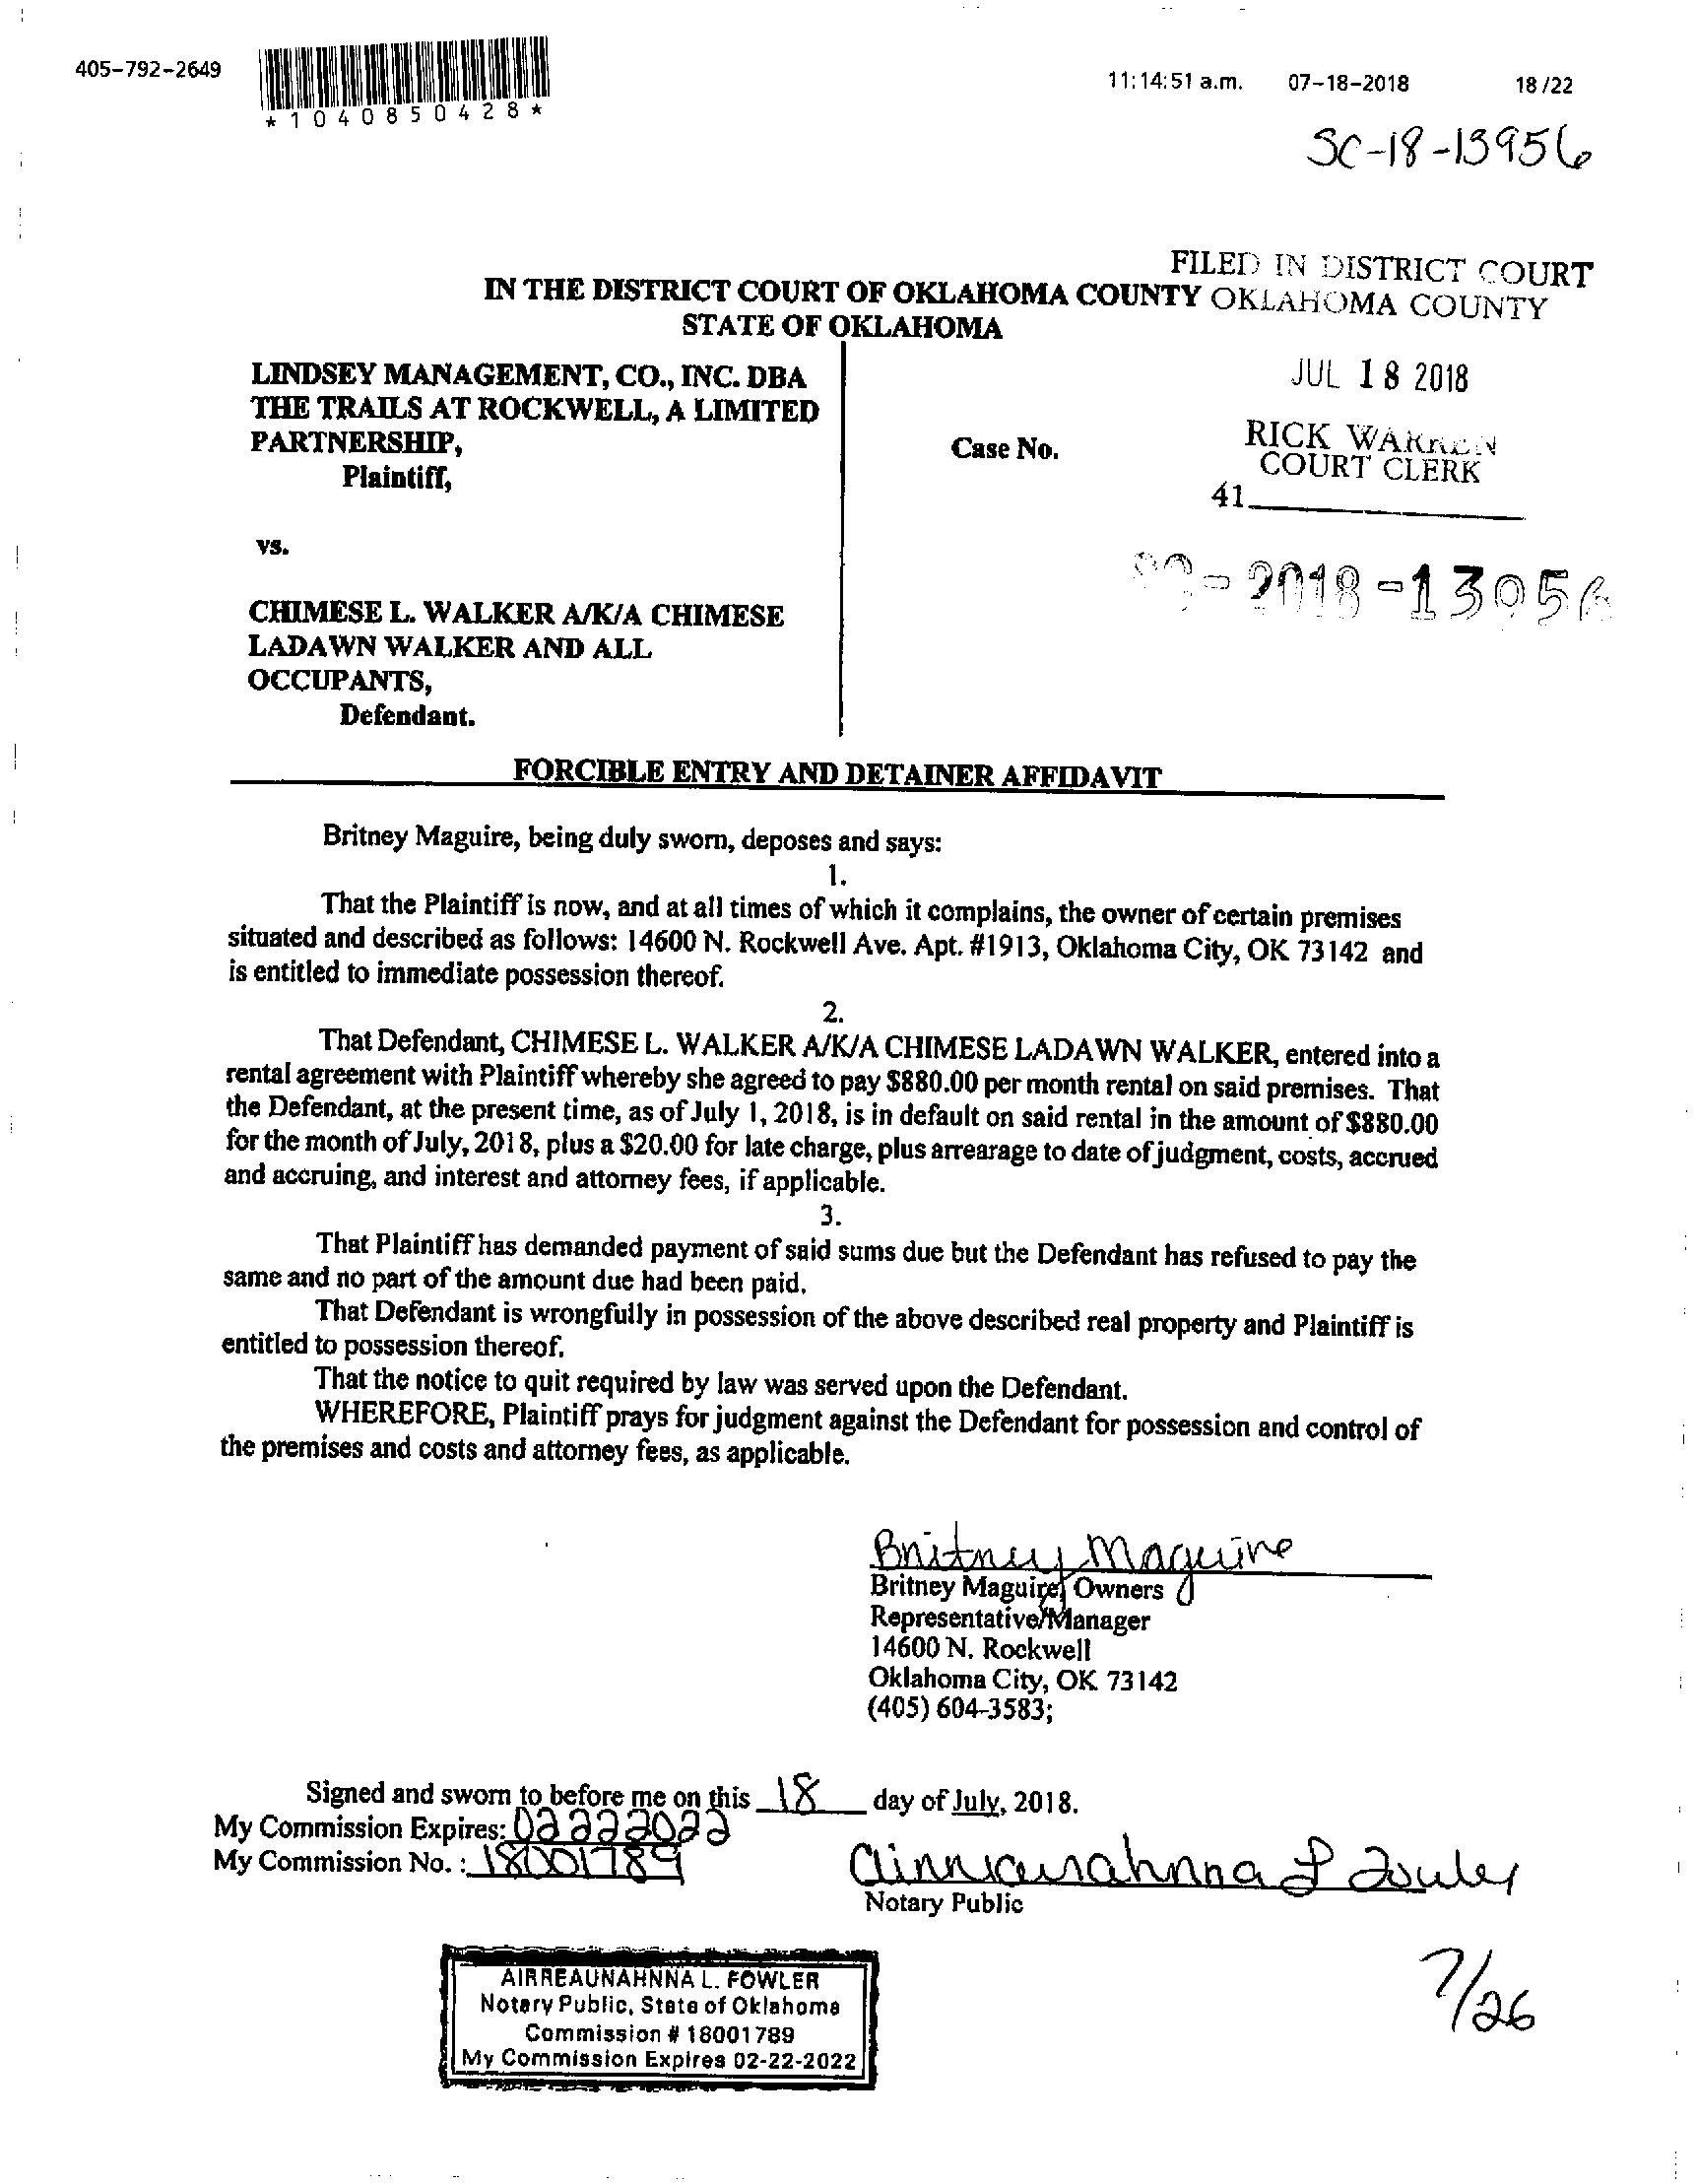 405-792-2649
*1040850428*
11:14:51 a.m. 07-18-2018 18/22
SC-18-13956
FILED IN DISTRICT COURT
OKLAHOMA COUNTY
IN THE DISTRICT COURT OF OKLAHOMA COUNTY
STATE OF OKLAHOMA
LINDSEY MANAGEMENT, CO., INC. DBA
THE TRAILS AT ROCKWELL, A LIMITED
PARTNERSHIP,
Plaintiff,
vs.
CHIMESE L. WALKER A/K/A CHIMESE
LADAWN WALKER AND ALL
OCCUPANTS,
Defendant.
Case No.
JUL 18 2018
RICK WARREN
COURT CLERK
41
- 2018 -
FORCIBLE ENTRY AND DETAINER AFFIDAVIT
Britney Maguire, being duly sworn, deposes and says:
1.
That the Plaintiff is now, and at all times of which it complains, the owner of certain premises
situated and described as follows: 14600 N. Rockwell Ave. Apt. #1913, Oklahoma City, OK 73142 and
is entitled to immediate possession thereof.
2.
That Defendant, CHIMESE L. WALKER A/K/A CHIMESE LADAWN WALKER, entered into a
rental agreement with Plaintiff whereby she agreed to pay $880.00 per month rental on said premises. That
the Defendant, at the present time, as of July 1, 2018, is in default on said rental in the amount of $880.00
for the month of July, 2018, plus a $20.00 for late charge, plus arrearage to date of judgment, costs, accrued
and accruing, and interest and attorney fees, if applicable.
3.
That Plaintiff has demanded payment of said sums due but the Defendant has refused to pay the
same and no part of the amount due had been paid.
That Defendant is wrongfully in possession of the above described real property and Plaintiff is
entitled to possession thereof.
That the notice to quit required by law was served upon the Defendant.
WHEREFORE, Plaintiff prays for judgment against the Defendant for possession and control of
the premises and costs and attorney fees, as applicable.
Britney Maguire
Britney Maguire, Owners
Representative/Manager
14600 N. Rockwell
Oklahoma City, OK 73142
(405) 604-3583;
Signed and sworn to before me on this 18 day of July, 2018.
My Commission Expires: 02222022
My Commission No. : 18001789
Notary Public
AIRREAUNAHNNA L. FOWLER
Notary Public, State of Oklahoma
Commission # 18001789
My Commission Expires 02-22-2022
7/26